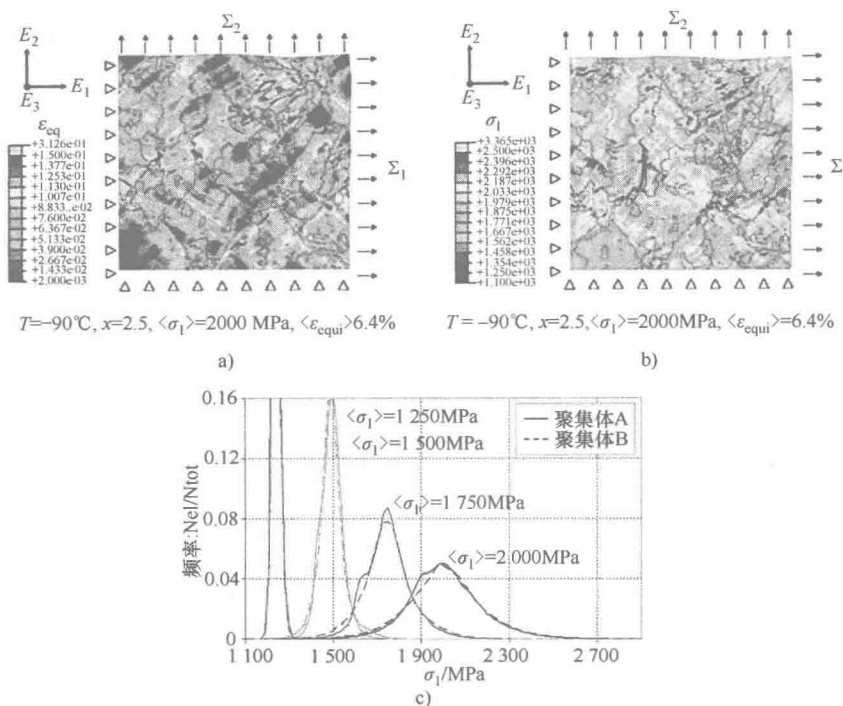 a)
E₂
E₁
E₃
Σ₂
Σ₁
ε_eq
+3.126e-01
+1.500e-01
+1.377e-01
+1.253e-01
+1.130e-01
+1.007e-01
+8.833..e-02
+7.600e-02
+6.367e-02
+5.133e-02
+3.900e-02
+2.667e-02
+1.433e-02
+2.000e-03
T=−90℃, x=2.5, <σ₁>=2000 MPa, <ε_equi>6.4%
a)
b)
E₂
E₁
E₃
Σ₂
Σ
σ₁
+3.365e+03
+2.500e+03
+2.396e+03
+2.292e+03
+2.187e+03
+2.033e+03
+1.979e+03
+1.875e+03
+1.771e+03
+1.667e+03
+1.562e+03
+1.458e+03
+1.354e+03
+1.250e+03
+1.100e+03
T=−90℃, x=2.5, <σ₁>=2000MPa, <ε_equi>=6.4%
b)
0.16
0.12
0.08
0.04
0
频率:Nel/Ntot
<σ₁>=1 250MPa
<σ₁>=1 500MPa
<σ₁>=1 750MPa
<σ₁>=2 000MPa
聚集体A
聚集体B
1 100
1 500
1 900
2 300
2 700
σ₁/MPa
c)